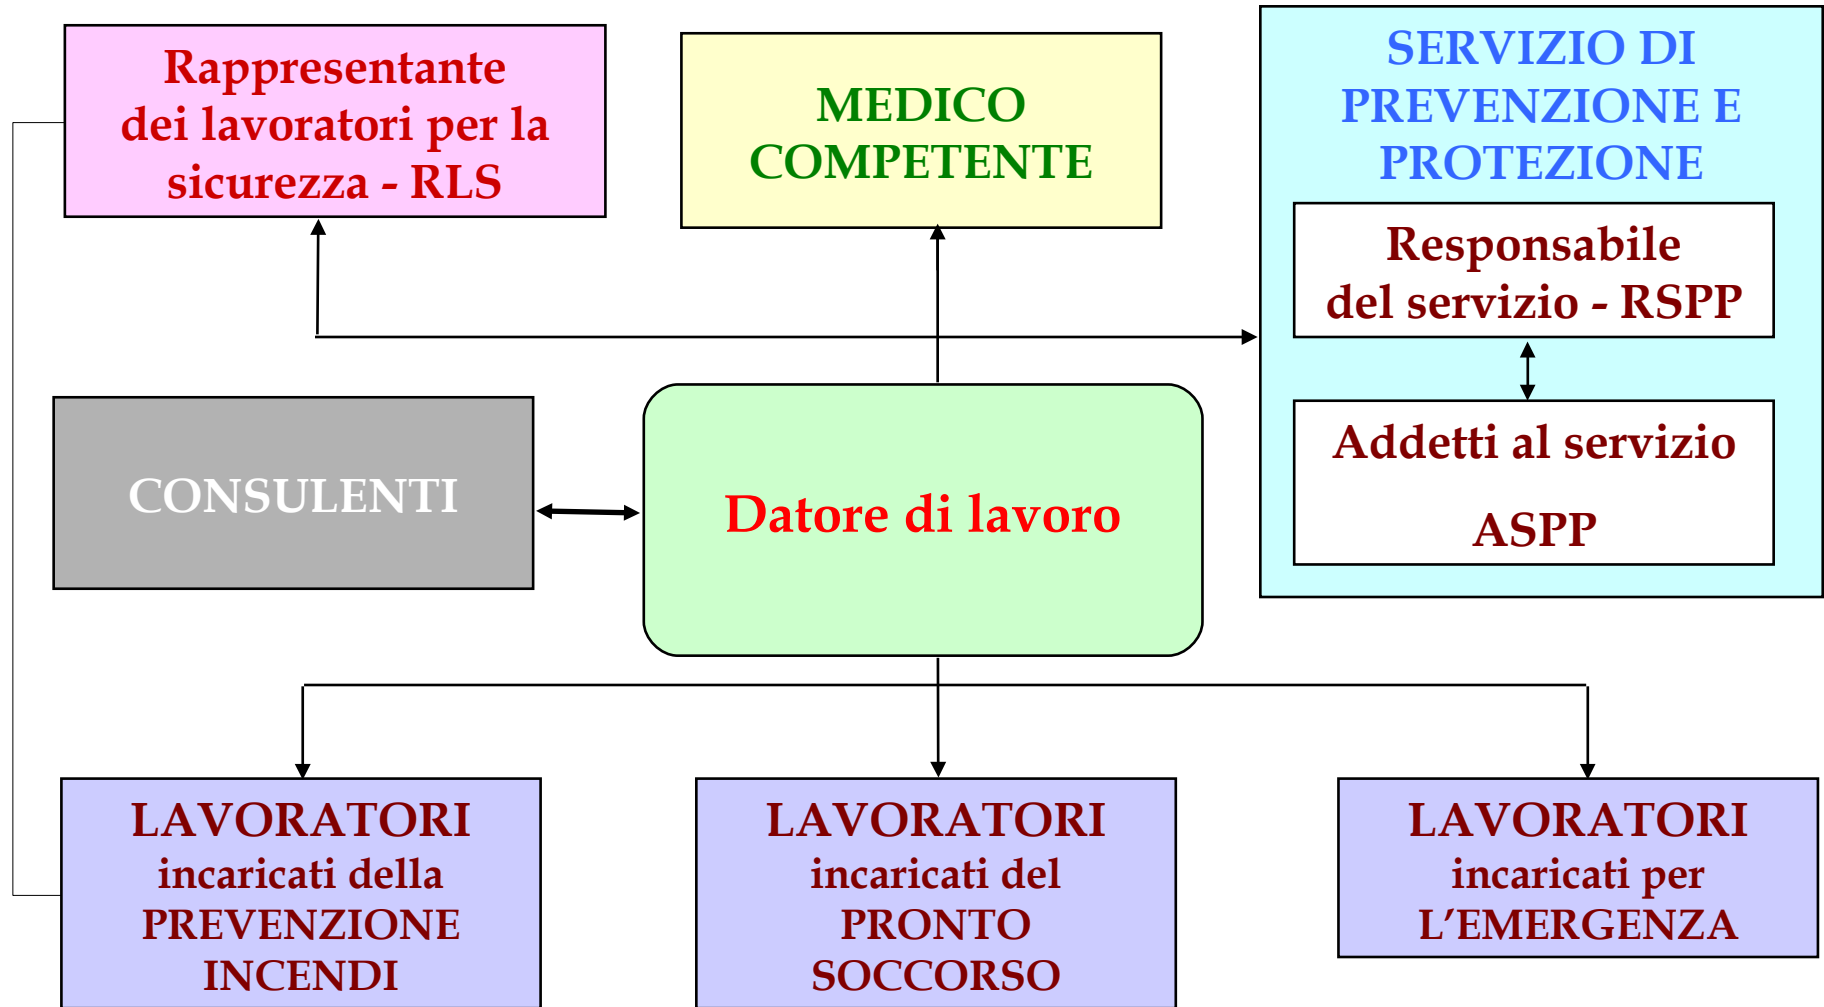 Rappresentante
dei lavoratori per la
sicurezza - RLS
MEDICO
COMPETENTE
SERVIZIO DI
PREVENZIONE E
PROTEZIONE
Responsabile
del servizio - RSPP
Addetti al servizio
ASPP
CONSULENTI
Datore di lavoro
LAVORATORI
incaricati della
PREVENZIONE
INCENDI
LAVORATORI
incaricati del
PRONTO
SOCCORSO
LAVORATORI
incaricati per
L’EMERGENZA